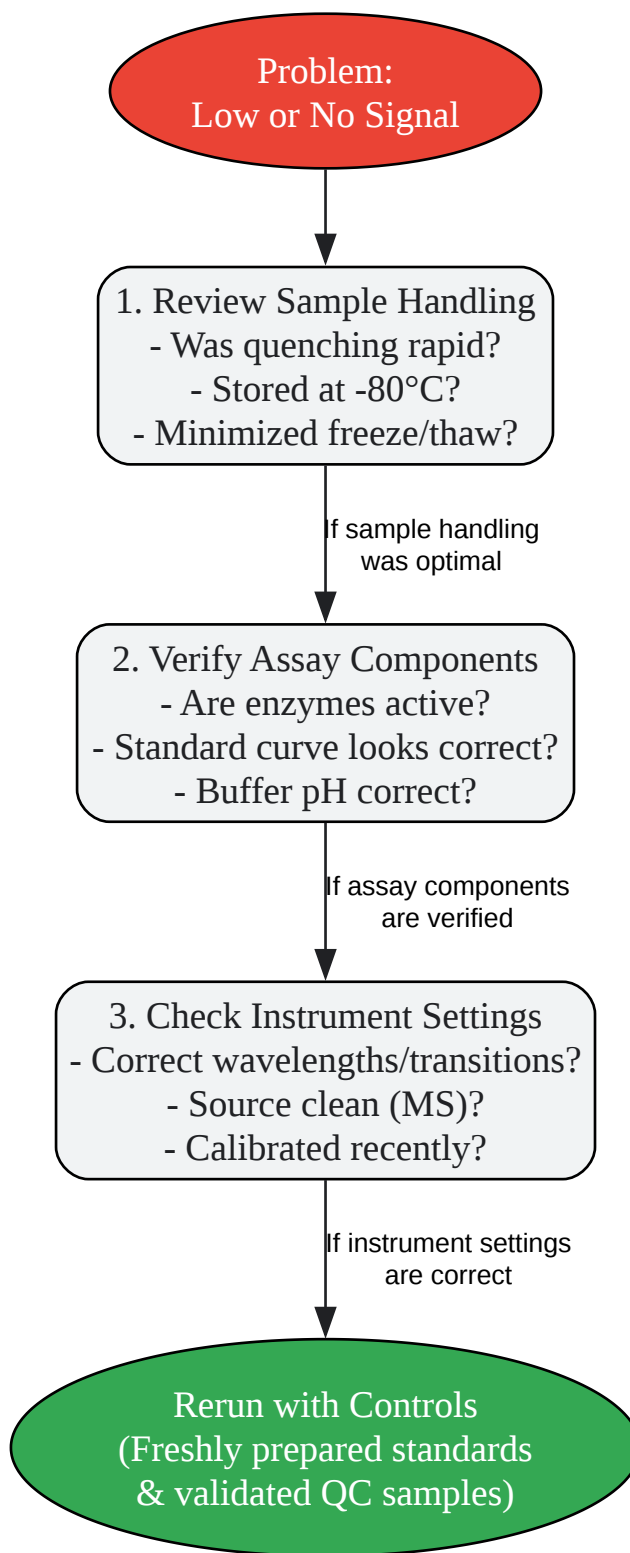 Problem:
Low or No Signal
1. Review Sample Handling
- Was quenching rapid?
- Stored at -80°C?
- Minimized freeze/thaw?
If sample handling
was optimal
2. Verify Assay Components
- Are enzymes active?
- Standard curve looks correct?
- Buffer pH correct?
If assay components
are verified
3. Check Instrument Settings
- Correct wavelengths/transitions?
- Source clean (MS)?
- Calibrated recently?
If instrument settings
are correct
Rerun with Controls
(Freshly prepared standards
& validated QC samples)